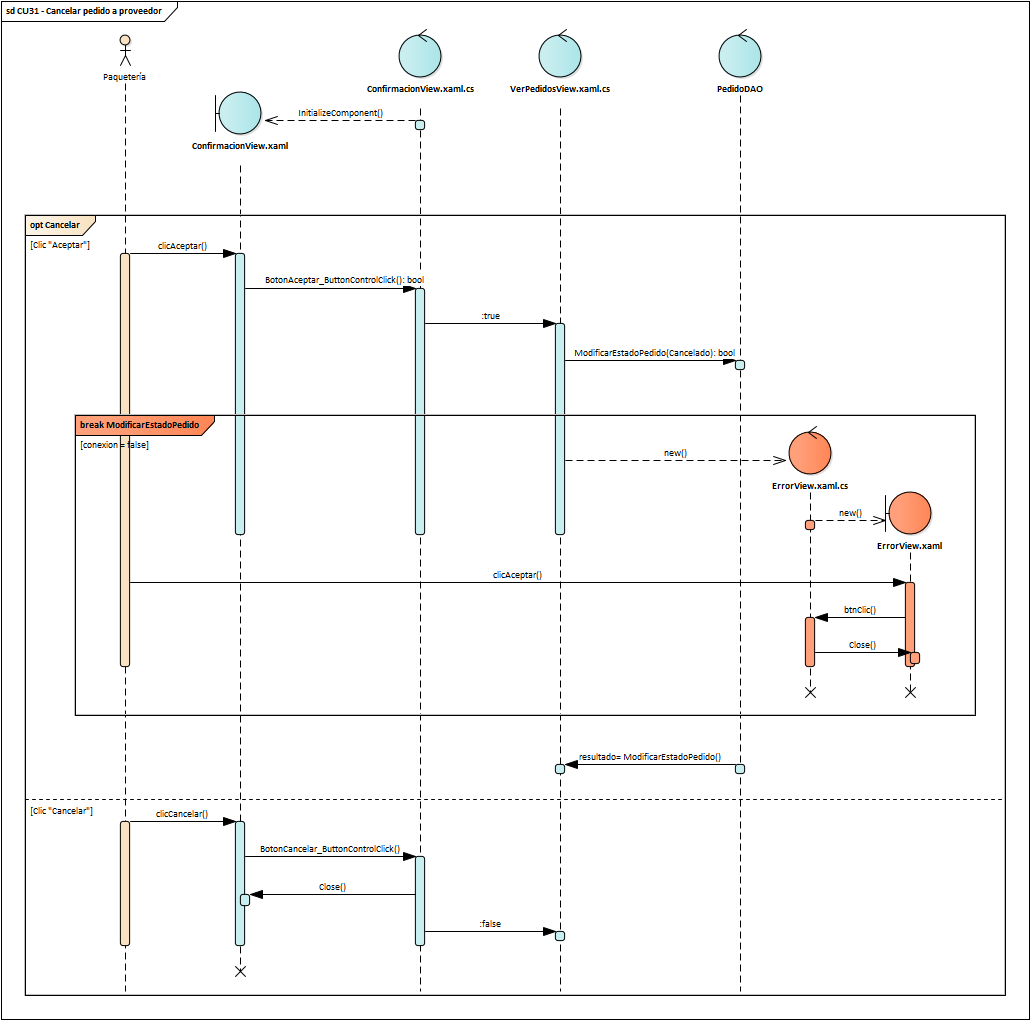 sd CU31 - Cancelar pedido a proveedor
Paquetería
ConfirmacionView.xaml.cs
VerPedidosView.xaml.cs
PedidoDAO
InitializeComponent()
ConfirmacionView.xaml
opt Cancelar
[Clic "Aceptar"]
clicAceptar()
BotonAceptar_ButtonControlClick(): bool
:true
ModificarEstadoPedido(Cancelado): bool
break ModificarEstadoPedido
[conexion = false]
new()
ErrorView.xaml.cs
new()
ErrorView.xaml
clicAceptar()
btnClic()
Close()
resultado= ModificarEstadoPedido()
[Clic "Cancelar"]
clicCancelar()
BotonCancelar_ButtonControlClick()
Close()
:false